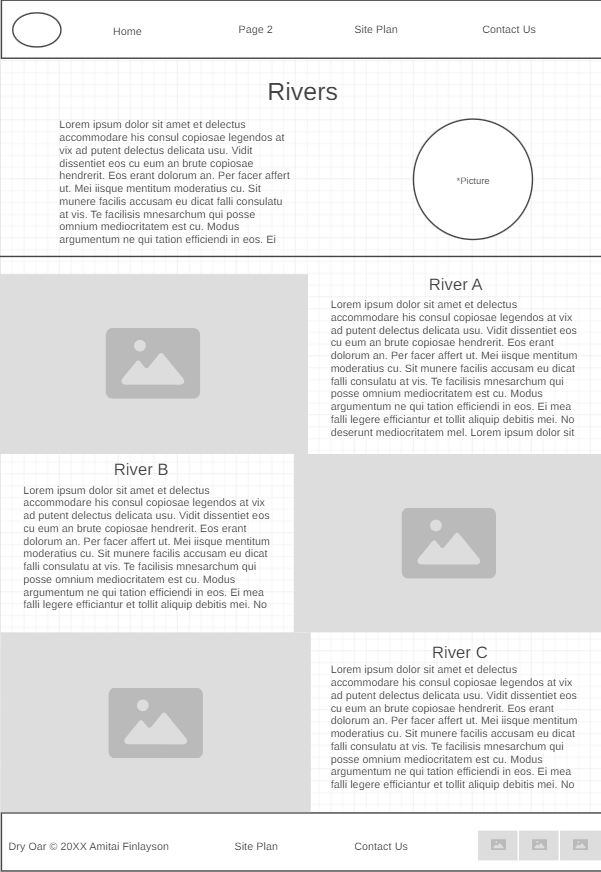 Home Page 2 Site Plan Contact Us
Rivers
Lorem ipsum dolor sit amet et delectus
accommodare his consul copiosae legendos at
vix ad putent delectus delicata usu. Vidit
dissentiet eos cu eum an brute copiosae
hendrerit. Eos erant dolorum an. Per facer affert
ut. Mei iisque mentitum moderatius cu. Sit
munere facilis accusam eu dicat falli consulatu
at vis. Te facilisis mnesarchum qui posse
omnium mediocritatem est cu. Modus
argumentum ne qui tation efficiendi in eos. Ei
*Picture
River A
Lorem ipsum dolor sit amet et delectus
accommodare his consul copiosae legendos at vix
ad putent delectus delicata usu. Vidit dissentiet eos
cu eum an brute copiosae hendrerit. Eos erant
dolorum an. Per facer affert ut. Mei iisque mentitum
moderatius cu. Sit munere facilis accusam eu dicat
falli consulatu at vis. Te facilisis mnesarchum qui
posse omnium mediocritatem est cu. Modus
argumentum ne qui tation efficiendi in eos. Ei mea
falli legere efficiantur et tollit aliquip debitis mei. No
deserunt mediocritatem mel. Lorem ipsum dolor sit
River B
Lorem ipsum dolor sit amet et delectus
accommodare his consul copiosae legendos at vix
ad putent delectus delicata usu. Vidit dissentiet eos
cu eum an brute copiosae hendrerit. Eos erant
dolorum an. Per facer affert ut. Mei iisque mentitum
moderatius cu. Sit munere facilis accusam eu dicat
falli consulatu at vis. Te facilisis mnesarchum qui
posse omnium mediocritatem est cu. Modus
argumentum ne qui tation efficiendi in eos. Ei mea
falli legere efficiantur et tollit aliquip debitis mei. No
River C
Lorem ipsum dolor sit amet et delectus
accommodare his consul copiosae legendos at vix
ad putent delectus delicata usu. Vidit dissentiet eos
cu eum an brute copiosae hendrerit. Eos erant
dolorum an. Per facer affert ut. Mei iisque mentitum
moderatius cu. Sit munere facilis accusam eu dicat
falli consulatu at vis. Te facilisis mnesarchum qui
posse omnium mediocritatem est cu. Modus
argumentum ne qui tation efficiendi in eos. Ei mea
falli legere efficiantur et tollit aliquip debitis mei. No
Dry Oar © 20XX Amitai Finlayson Site Plan Contact Us